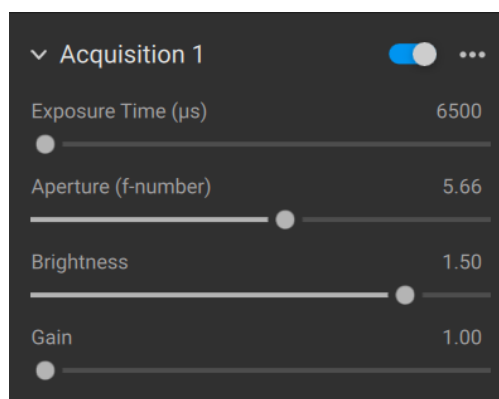 Acquisition 1
Exposure Time (μs) 6500
Aperture (f-number) 5.66
Brightness 1.50
Gain 1.00